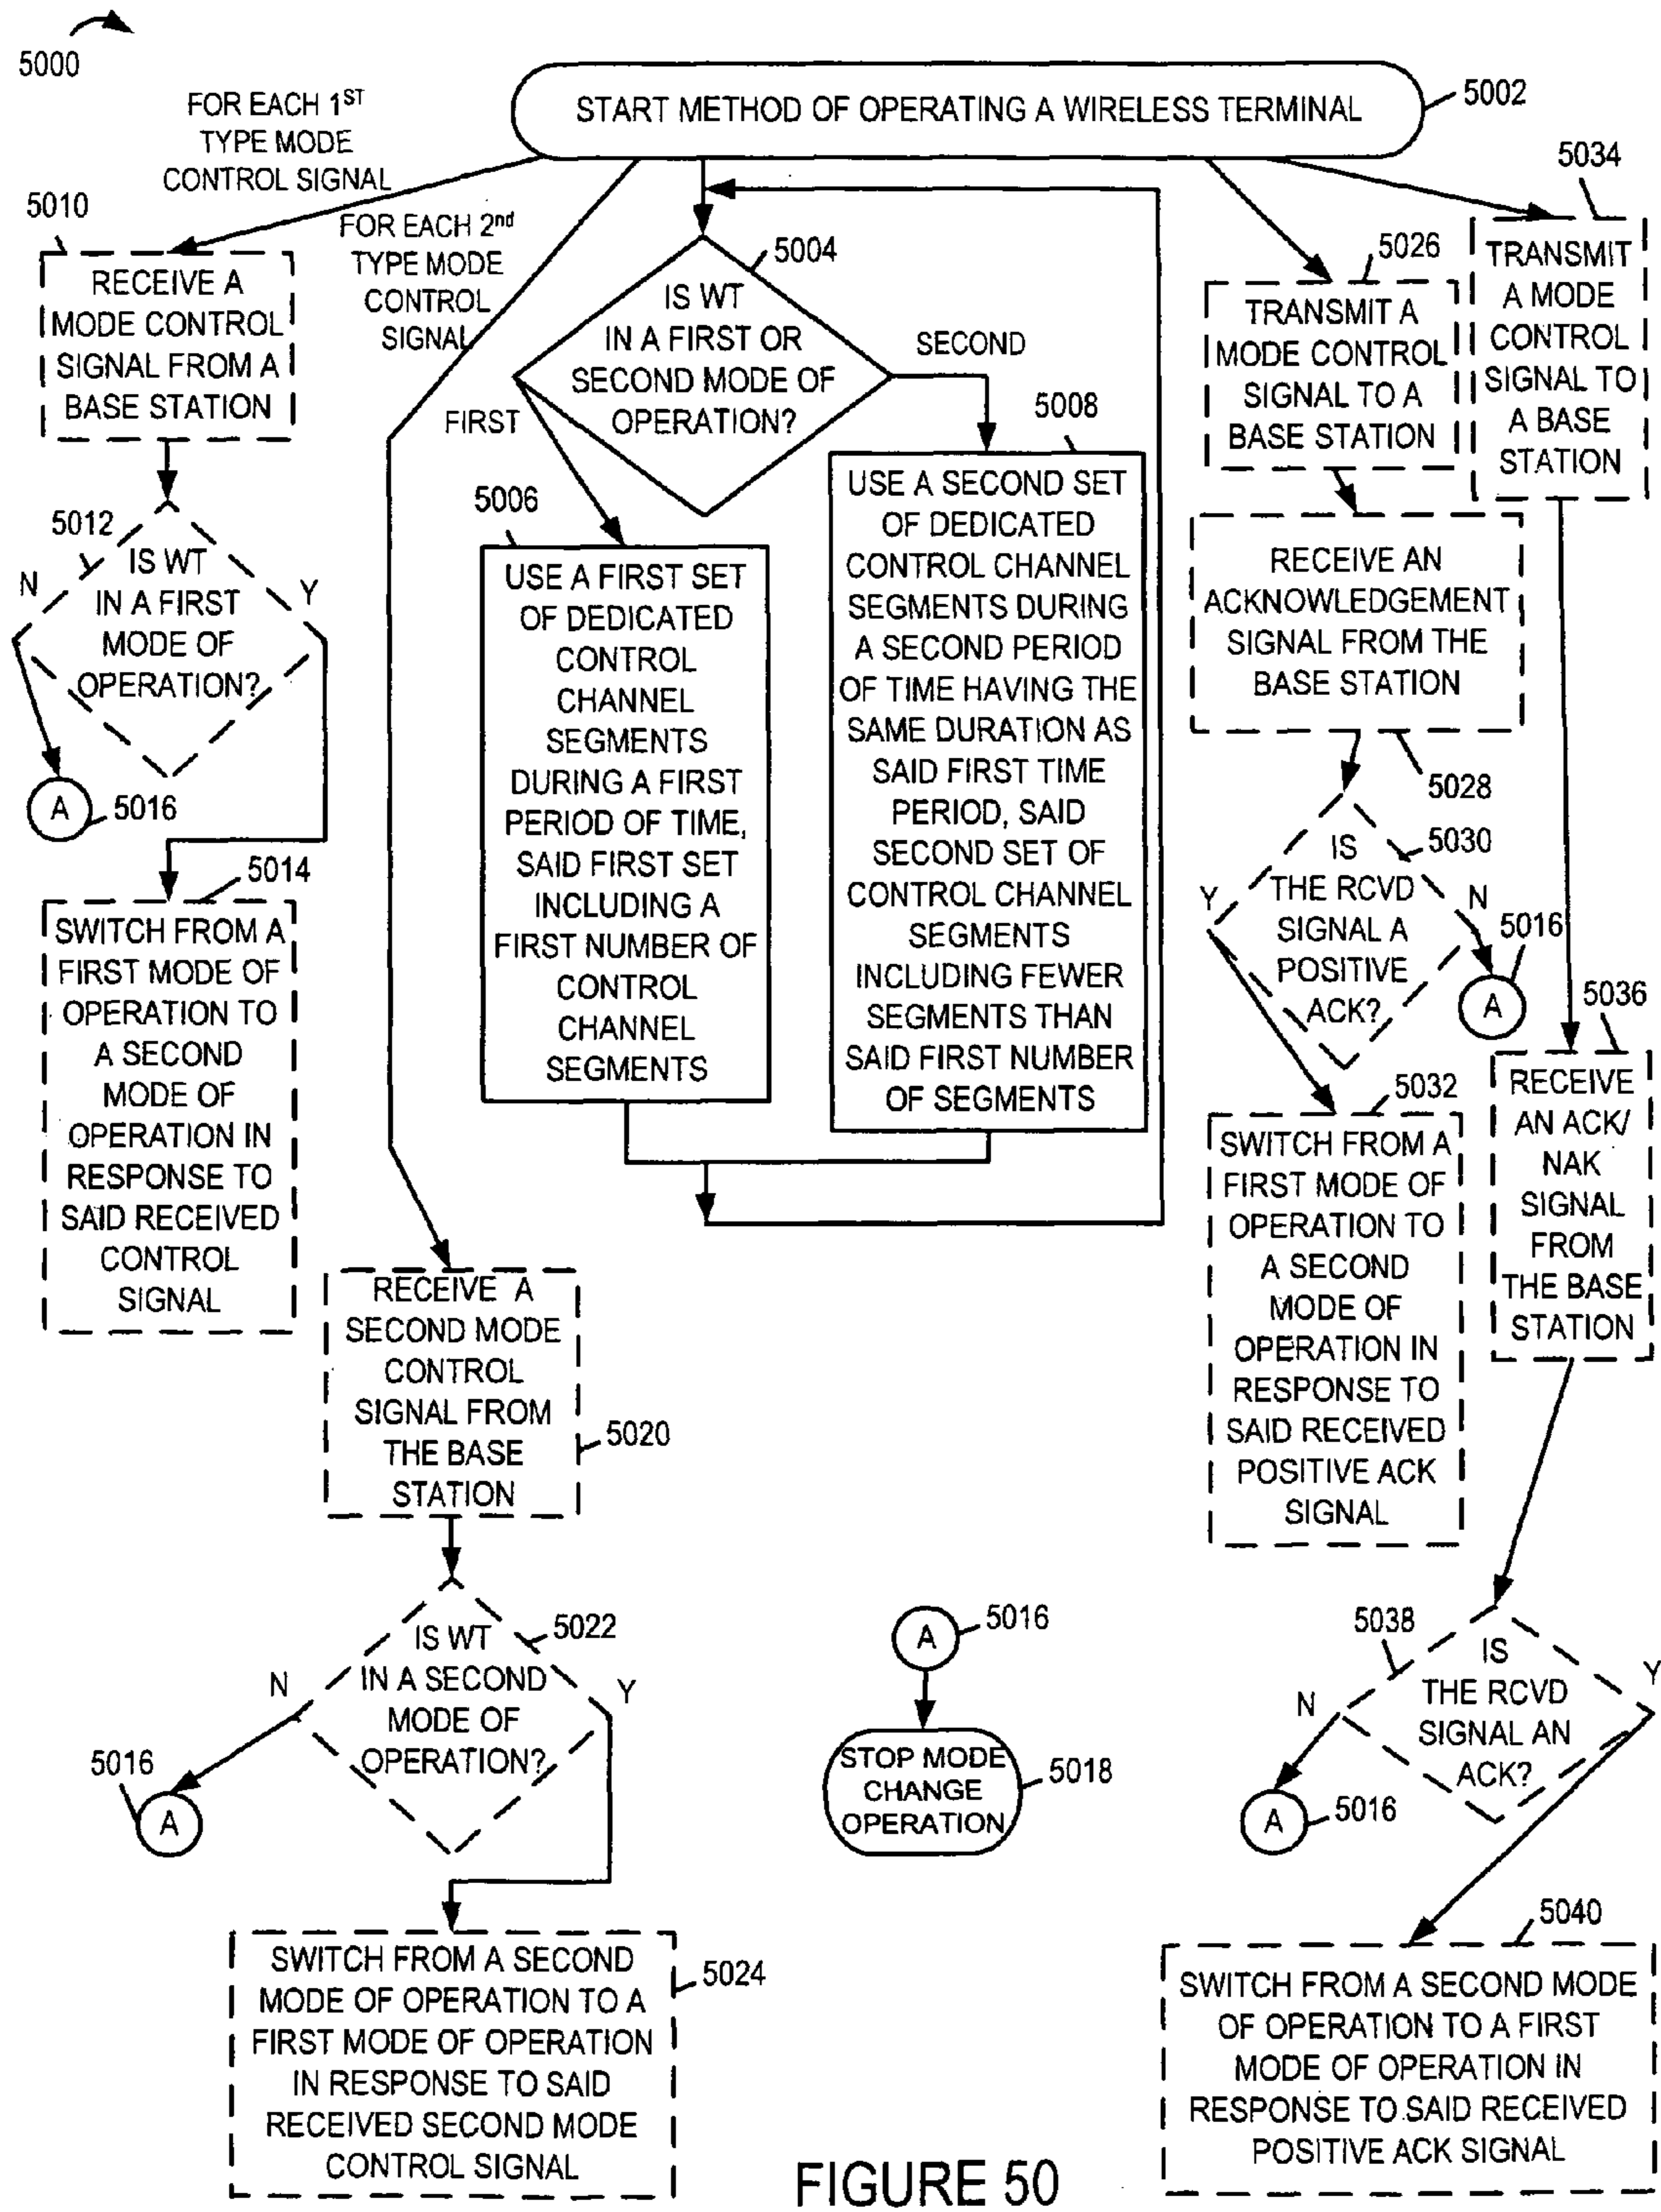 5000
START METHOD OF OPERATING A WIRELESS TERMINAL
5002
FOR EACH 1ST
TYPE MODE
CONTROL SIGNAL
5010
RECEIVE A
MODE CONTROL
SIGNAL FROM A
BASE STATION
5012
IS WT
IN A FIRST
MODE OF
OPERATION?
N
Y
A
5016
5014
SWITCH FROM A
FIRST MODE OF
OPERATION TO
A SECOND
MODE OF
OPERATION IN
RESPONSE TO
SAID RECEIVED
CONTROL
SIGNAL
FOR EACH 2nd
TYPE MODE
CONTROL
SIGNAL
RECEIVE A
SECOND MODE
CONTROL
SIGNAL FROM
THE BASE
STATION
5020
IS WT
IN A SECOND
MODE OF
OPERATION?
5022
N
Y
5016
A
SWITCH FROM A SECOND
MODE OF OPERATION TO A
FIRST MODE OF OPERATION
IN RESPONSE TO SAID
RECEIVED SECOND MODE
CONTROL SIGNAL
5024
5004
IS WT
IN A FIRST OR
SECOND MODE OF
OPERATION?
FIRST
SECOND
5006
USE A FIRST SET
OF DEDICATED
CONTROL
CHANNEL
SEGMENTS
DURING A FIRST
PERIOD OF TIME,
SAID FIRST SET
INCLUDING A
FIRST NUMBER OF
CONTROL
CHANNEL
SEGMENTS
5008
USE A SECOND SET
OF DEDICATED
CONTROL CHANNEL
SEGMENTS DURING
A SECOND PERIOD
OF TIME HAVING THE
SAME DURATION AS
SAID FIRST TIME
PERIOD, SAID
SECOND SET OF
CONTROL CHANNEL
SEGMENTS
INCLUDING FEWER
SEGMENTS THAN
SAID FIRST NUMBER
OF SEGMENTS
A
5016
STOP MODE
CHANGE
OPERATION
5018
5026
TRANSMIT A
MODE CONTROL
SIGNAL TO A
BASE STATION
RECEIVE AN
ACKNOWLEDGEMENT
SIGNAL FROM THE
BASE STATION
5028
IS
THE RCVD
SIGNAL A
POSITIVE
ACK?
5030
Y
N
5016
A
5032
SWITCH FROM A
FIRST MODE OF
OPERATION TO
A SECOND
MODE OF
OPERATION IN
RESPONSE TO
SAID RECEIVED
POSITIVE ACK
SIGNAL
5034
TRANSMIT
A MODE
CONTROL
SIGNAL TO
A BASE
STATION
5036
RECEIVE
AN ACK/
NAK
SIGNAL
FROM
THE BASE
STATION
5038
IS
THE RCVD
SIGNAL AN
ACK?
N
Y
A
5016
5040
SWITCH FROM A SECOND MODE
OF OPERATION TO A FIRST
MODE OF OPERATION IN
RESPONSE TO SAID RECEIVED
POSITIVE ACK SIGNAL
FIGURE 50